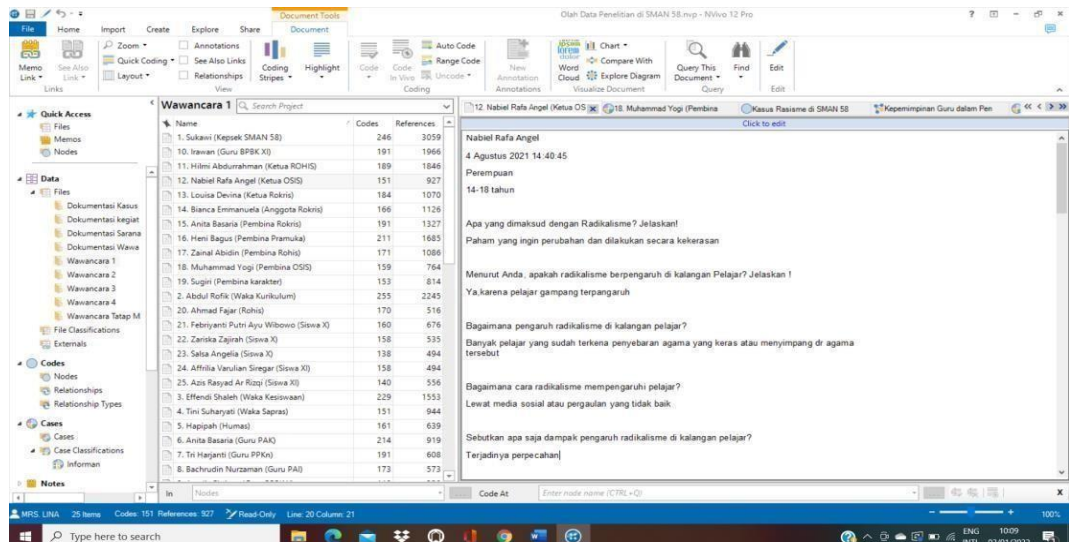 Document Tools
Olah Data Penelitian di SMAN 58.nvp - NVivo 12 Pro
File Home Import Create Explore Share Document
Memo Link
See Also Link
Links
Zoom
Quick Coding
Layout
Annotations
See Also Links
Relationships
View
Coding Stripes
Highlight
Code
Code In Vivo
Auto Code
Range Code
Uncode
Coding
New Annotation
Annotations
Word Cloud
Chart
Compare With
Explore Diagram
Visualize Document
Query This Document
Find
Query
Edit
Edit
Quick Access
Files
Memos
Nodes
Data
Files
Dokumentasi Kasus
Dokumentasi kegiat
Dokumentasi Sarana
Dokumentasi Wawa
Wawancara 1
Wawancara 2
Wawancara 3
Wawancara 4
Wawancara Tatap M
File Classifications
Externals
Codes
Nodes
Relationships
Relationship Types
Cases
Cases
Case Classifications
Informan
Notes
Wawancara 1 Search Project
Name Codes References
1. Sukawi (Kepsek SMAN 58) 246 3059
10. Irawan (Guru BPBK XI) 191 1966
11. Hilmi Abdurrahman (Ketua ROHIS) 189 1846
12. Nabiel Rafa Angel (Ketua OSIS) 151 927
13. Louisa Devina (Ketua Rokris) 184 1070
14. Bianca Emmanuela (Anggota Rokris) 166 1126
15. Anita Basaria (Pembina Rokris) 191 1327
16. Heni Bagus (Pembina Pramuka) 211 1685
17. Zainal Abidin (Pembina Rohis) 171 1086
18. Muhammad Yogi (Pembina OSIS) 159 764
19. Sugiri (Pembina karakter) 153 814
2. Abdul Rofik (Waka Kurikulum) 255 2245
20. Ahmad Fajar (Rohis) 170 516
21. Febriyanti Putri Ayu Wibowo (Siswa X) 160 676
22. Zariska Zajirah (Siswa X) 158 535
23. Salsa Angelia (Siswa X) 138 494
24. Affrilia Varulian Siregar (Siswa XI) 158 494
25. Azis Rasyad Ar Rizqi (Siswa XI) 140 556
3. Effendi Shaleh (Waka Kesiswaan) 229 1553
4. Tini Suharyati (Waka Sapras) 151 944
5. Hapipah (Humas) 161 639
6. Anita Basaria (Guru PAK) 214 919
7. Tri Harjanti (Guru PPKn) 191 608
8. Bachrudin Nurzaman (Guru PAI) 173 573
12. Nabiel Rafa Angel (Ketua OS 18. Muhammad Yogi (Pembina Kasus Rasisme di SMAN 58 Kepemimpinan Guru dalam Pen
Click to edit
Nabiel Rafa Angel
4 Agustus 2021 14:40:45
Perempuan
14-18 tahun
Apa yang dimaksud dengan Radikalisme? Jelaskan!
Paham yang ingin perubahan dan dilakukan secara kekerasan
Menurut Anda, apakah radikalisme berpengaruh di kalangan Pelajar? Jelaskan !
Ya,karena pelajar gampang terpangaruh
Bagaimana pengaruh radikalisme di kalangan pelajar?
Banyak pelajar yang sudah terkena penyebaran agama yang keras atau menyimpang dr agama
tersebut
Bagaimana cara radikalisme mempengaruhi pelajar?
Lewat media sosial atau pergaulan yang tidak baik
Sebutkan apa saja dampak pengaruh radikalisme di kalangan pelajar?
Terjadinya perpecahan
In Nodes
Code At Enter node name (CTRL+Q)
MRS. LINA 25 Items Codes: 151 References: 927 Read-Only Line: 20 Column: 21 100%
Type here to search
ENG 10:09
INTL 02/01/2022